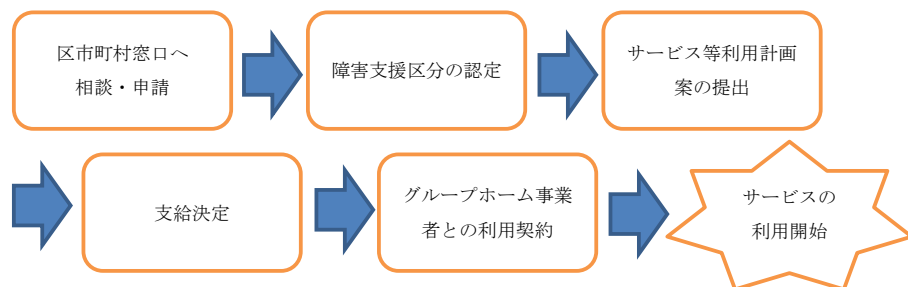 区市町村窓口へ
相談・申請
障害支援区分の認定
サービス等利用計画
案の提出
支給決定
グループホーム事業
者との利用契約
サービスの
利用開始